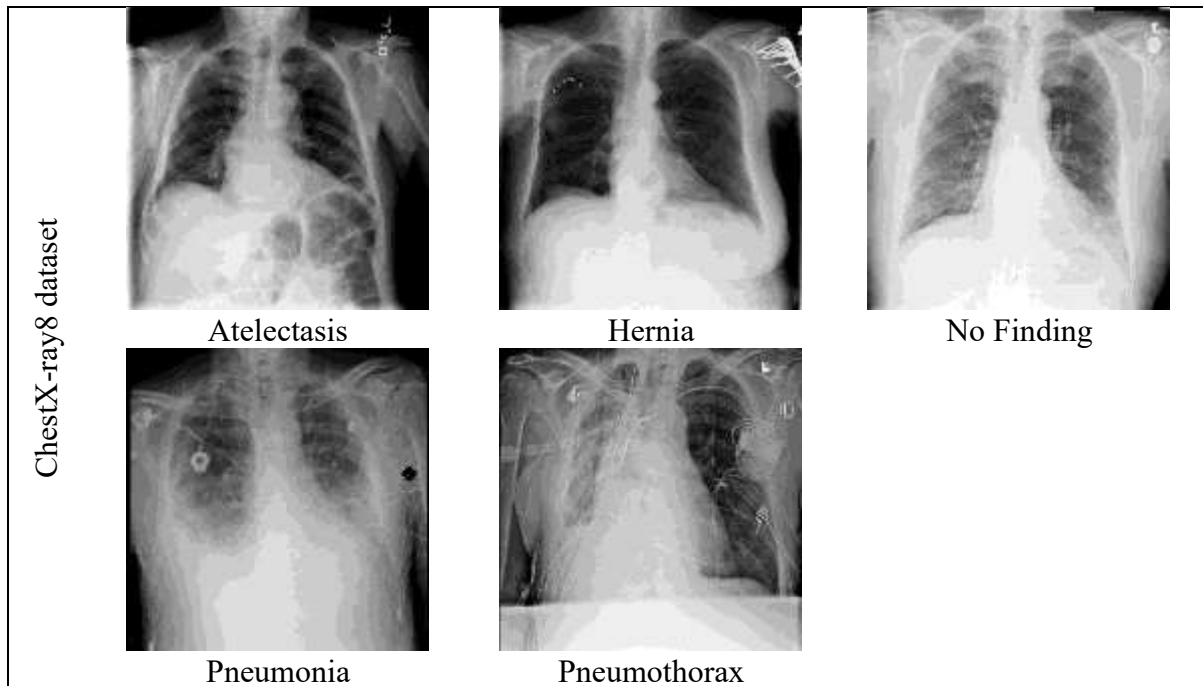 ChestX-ray8 dataset
Atelectasis
Hernia
No Finding
Pneumonia
Pneumothorax